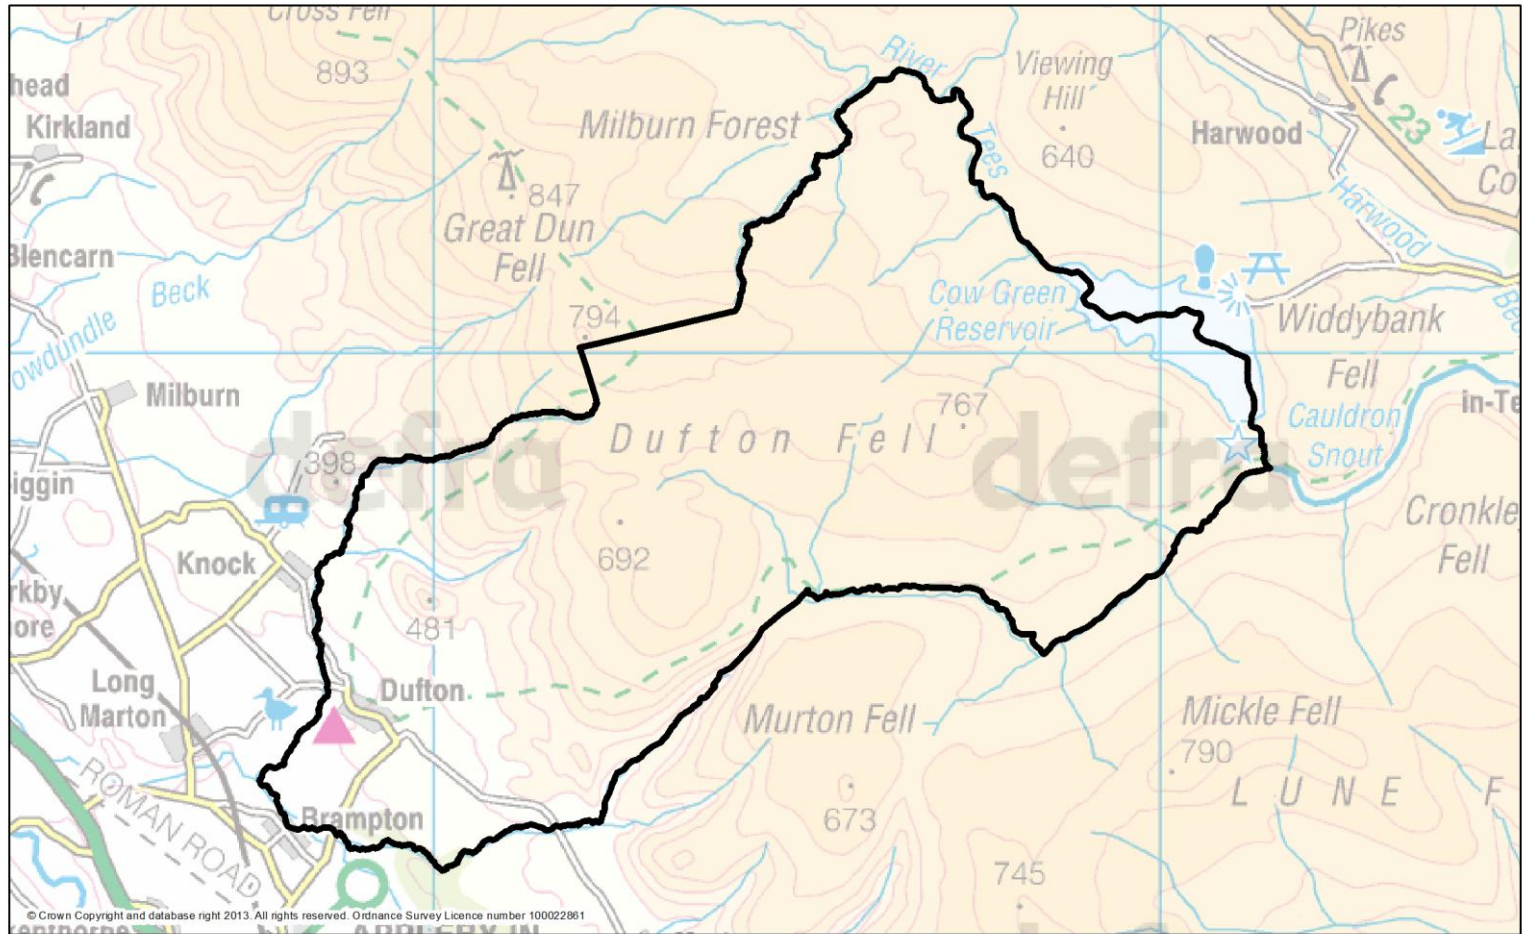 Cross Fell
893
River
Viewing
Hill
640
Pikes
head
Kirkland
Milburn Forest
Tees
Harwood
23
Harwood
847
Great Dun
Fell
Blencarn
Beck
794
Cow Green
Reservoir
Widdybank
Fell
Milburn
767
Cauldron
Snout
in-Te
defra
defra
Dufton Fell
398
iggin
Knock
692
Cronkle
Fell
rkby
ore
481
Long
Marton
Dufton
Murton Fell
Mickle Fell
790
LUNE F
ROMAN ROAD
Brampton
673
745
© Crown Copyright and database right 2013. All rights reserved. Ordnance Survey Licence number 100022861